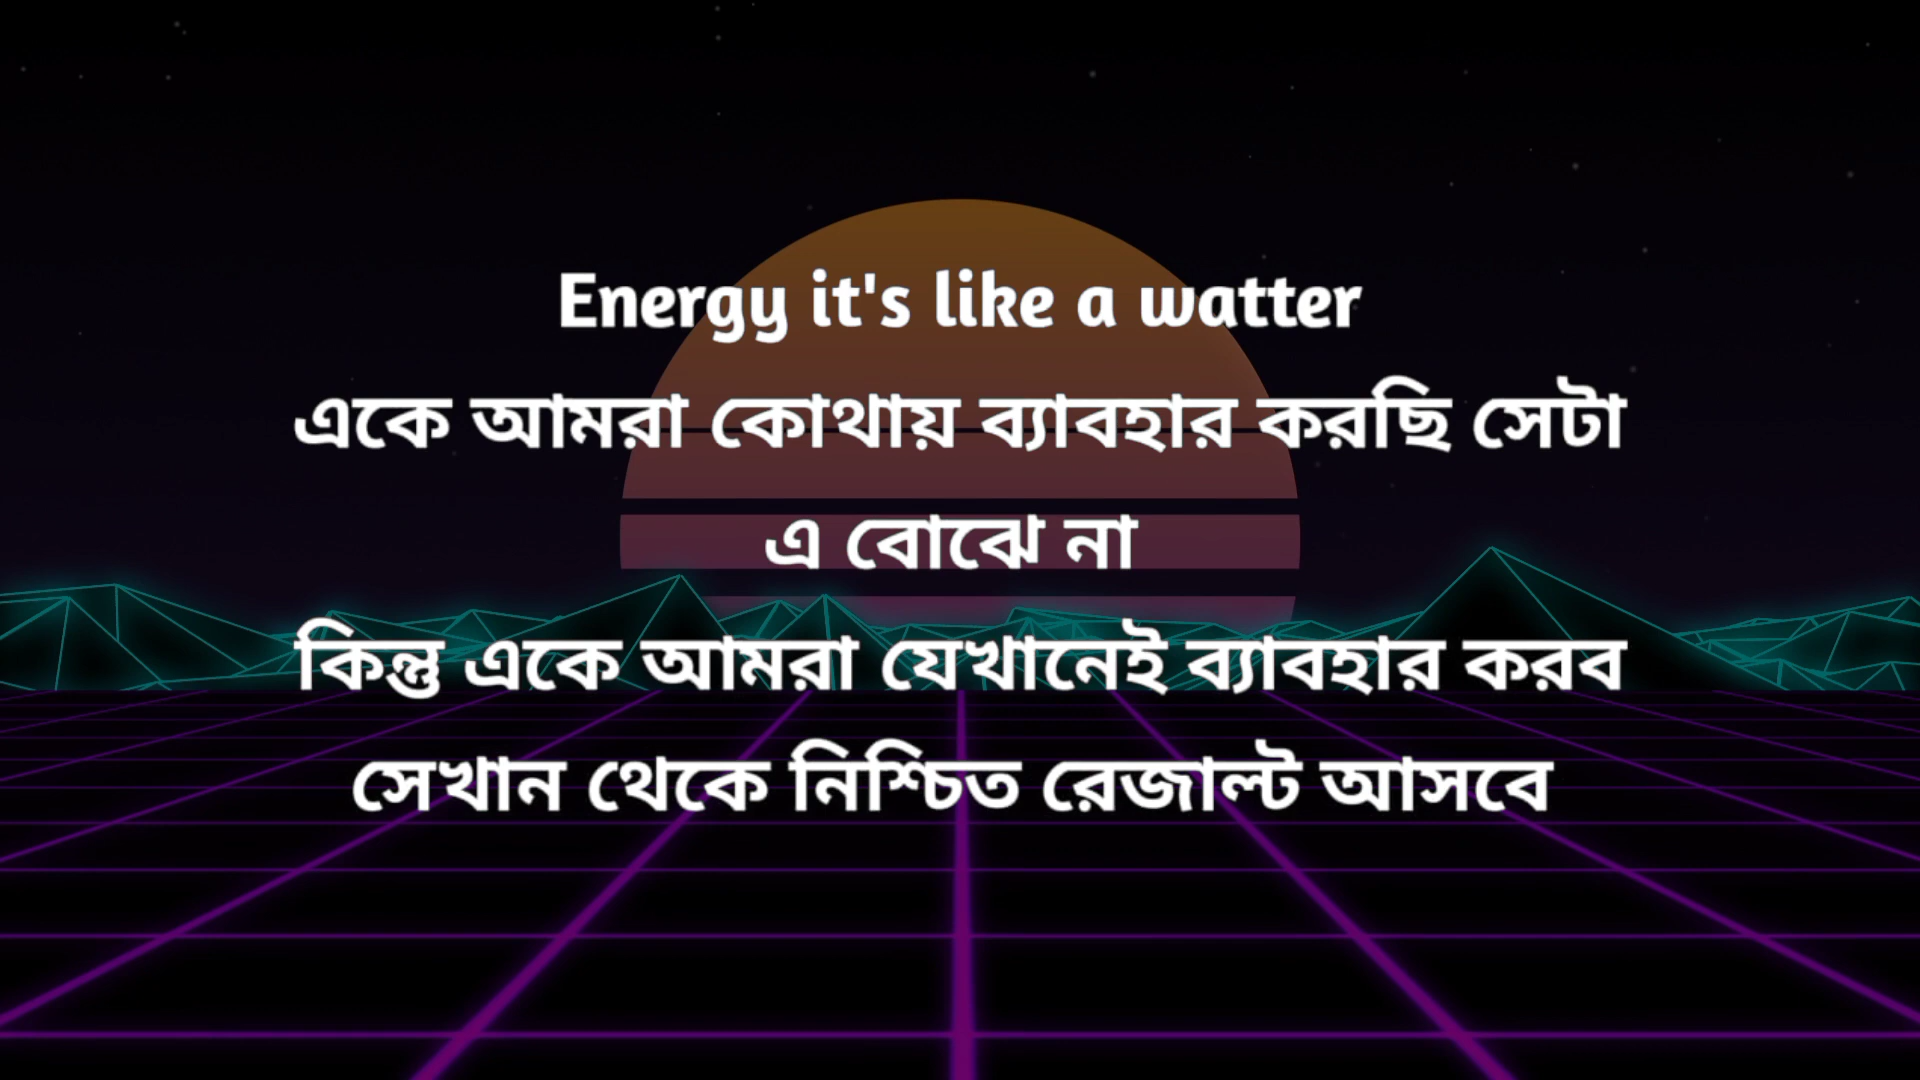 Energy it's like a watter
একে আমরা কোথায় ব্যাবহার করছি সেটা
এ বোঝে না
কিন্তু একে আমরা যেখানেই ব্যাবহার করব
সেখান থেকে নিশ্চিত রেজাল্ট আসবে